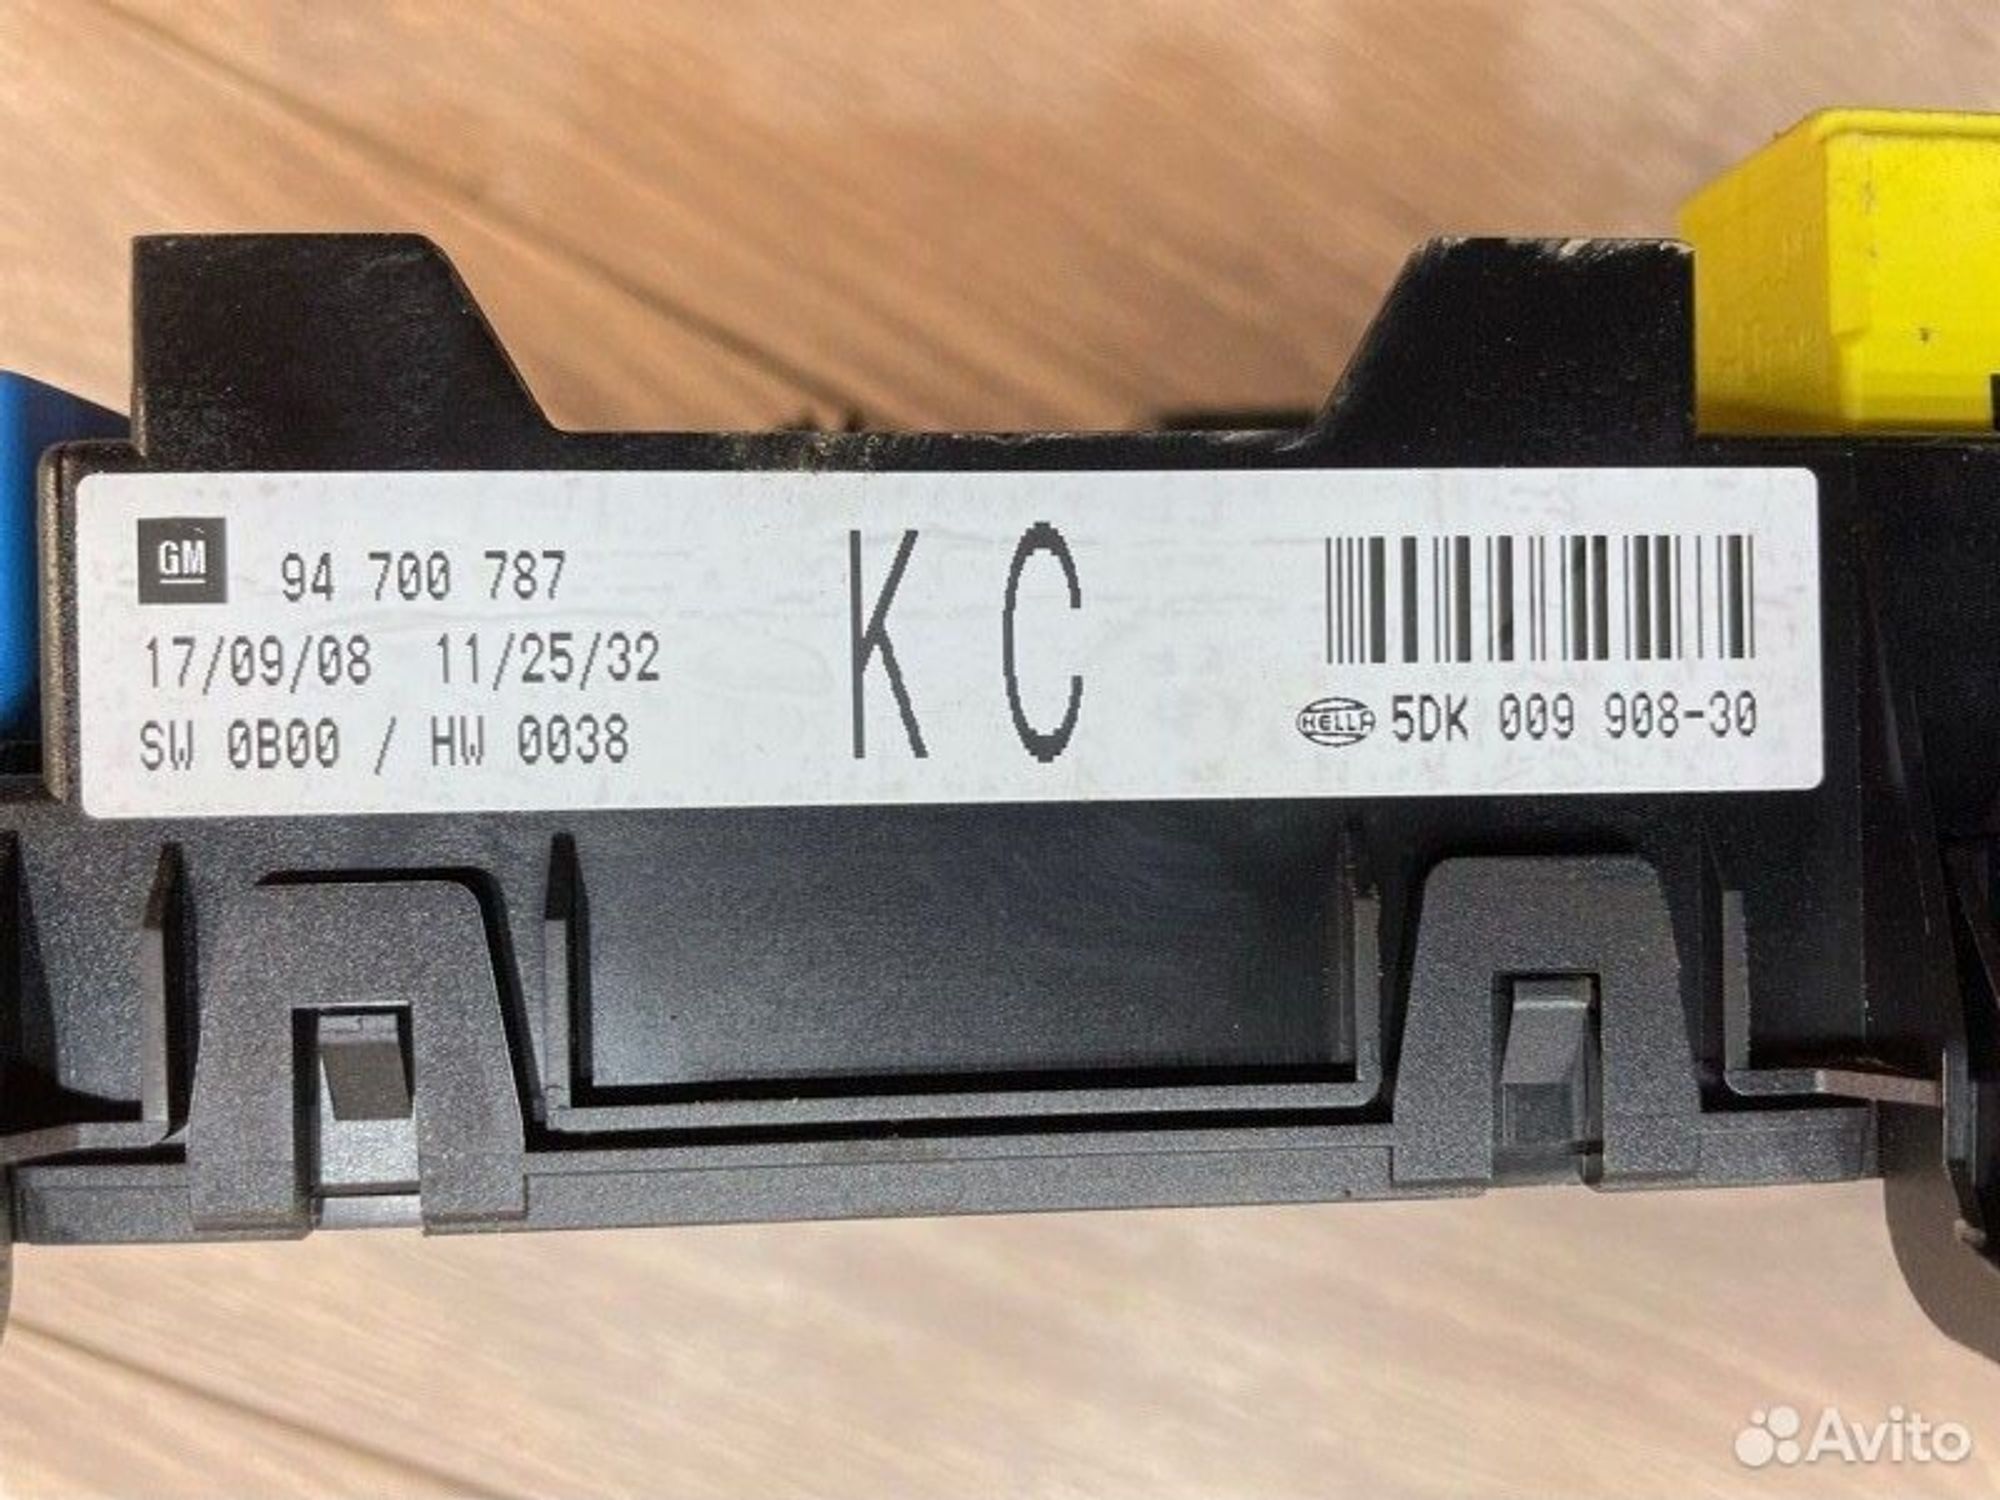 GM 94 700 787
17/09/08 11/25/32
SW 0B00 / HW 0038
KC
HELLA 5DK 009 908-30
Avito